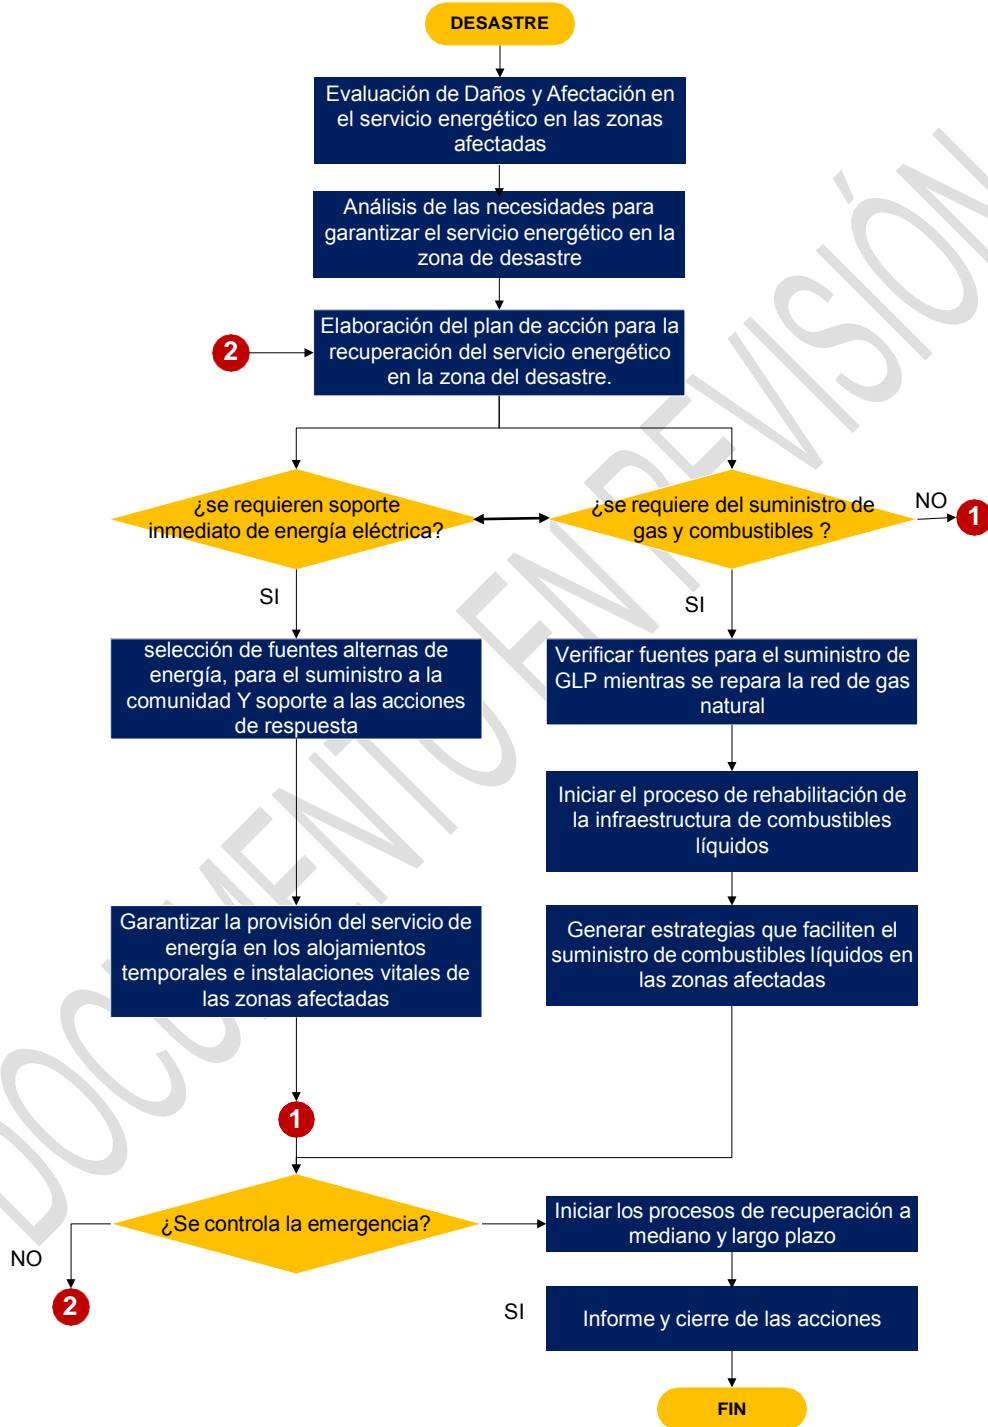 DESASTRE
Evaluación de Daños y Afectación en
el servicio energético en las zonas
afectadas
Análisis de las necesidades para
garantizar el servicio energético en la
zona de desastre
2
Elaboración del plan de acción para la
recuperación del servicio energético
en la zona del desastre.
¿se requieren soporte
inmediato de energía eléctrica?
¿se requiere del suministro de
gas y combustibles ?
NO
1
SI
SI
selección de fuentes alternas de
energía, para el suministro a la
comunidad Y soporte a las acciones
de respuesta
Verificar fuentes para el suministro de
GLP mientras se repara la red de gas
natural
Iniciar el proceso de rehabilitación de
la infraestructura de combustibles
líquidos
Garantizar la provisión del servicio de
energía en los alojamientos
temporales e instalaciones vitales de
las zonas afectadas
Generar estrategias que faciliten el
suministro de combustibles líquidos en
las zonas afectadas
1
¿Se controla la emergencia?
NO
2
Iniciar los procesos de recuperación a
mediano y largo plazo
SI
Informe y cierre de las acciones
FIN
DOCUMENTO EN REVISIÓN